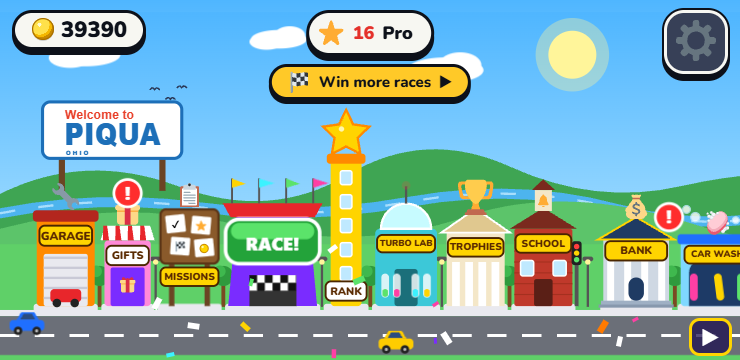 39390
16 Pro
Win more races
Welcome to
PIQUA
OHIO
GARAGE
!
GIFTS
MISSIONS
RACE!
RANK
TURBO LAB
TROPHIES
SCHOOL
$
BANK
!
CAR WASH